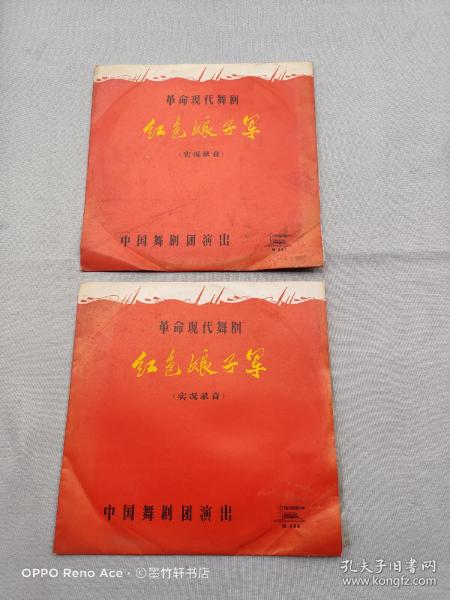 革命现代舞剧
红色娘子军
(实况录音)
中国舞剧团演出
革命现代舞剧
红色娘子军
(实况录音)
中国舞剧团演出
OPPO Reno Ace · ©墨竹轩书店
孔夫子旧书网
www.kongfz.com